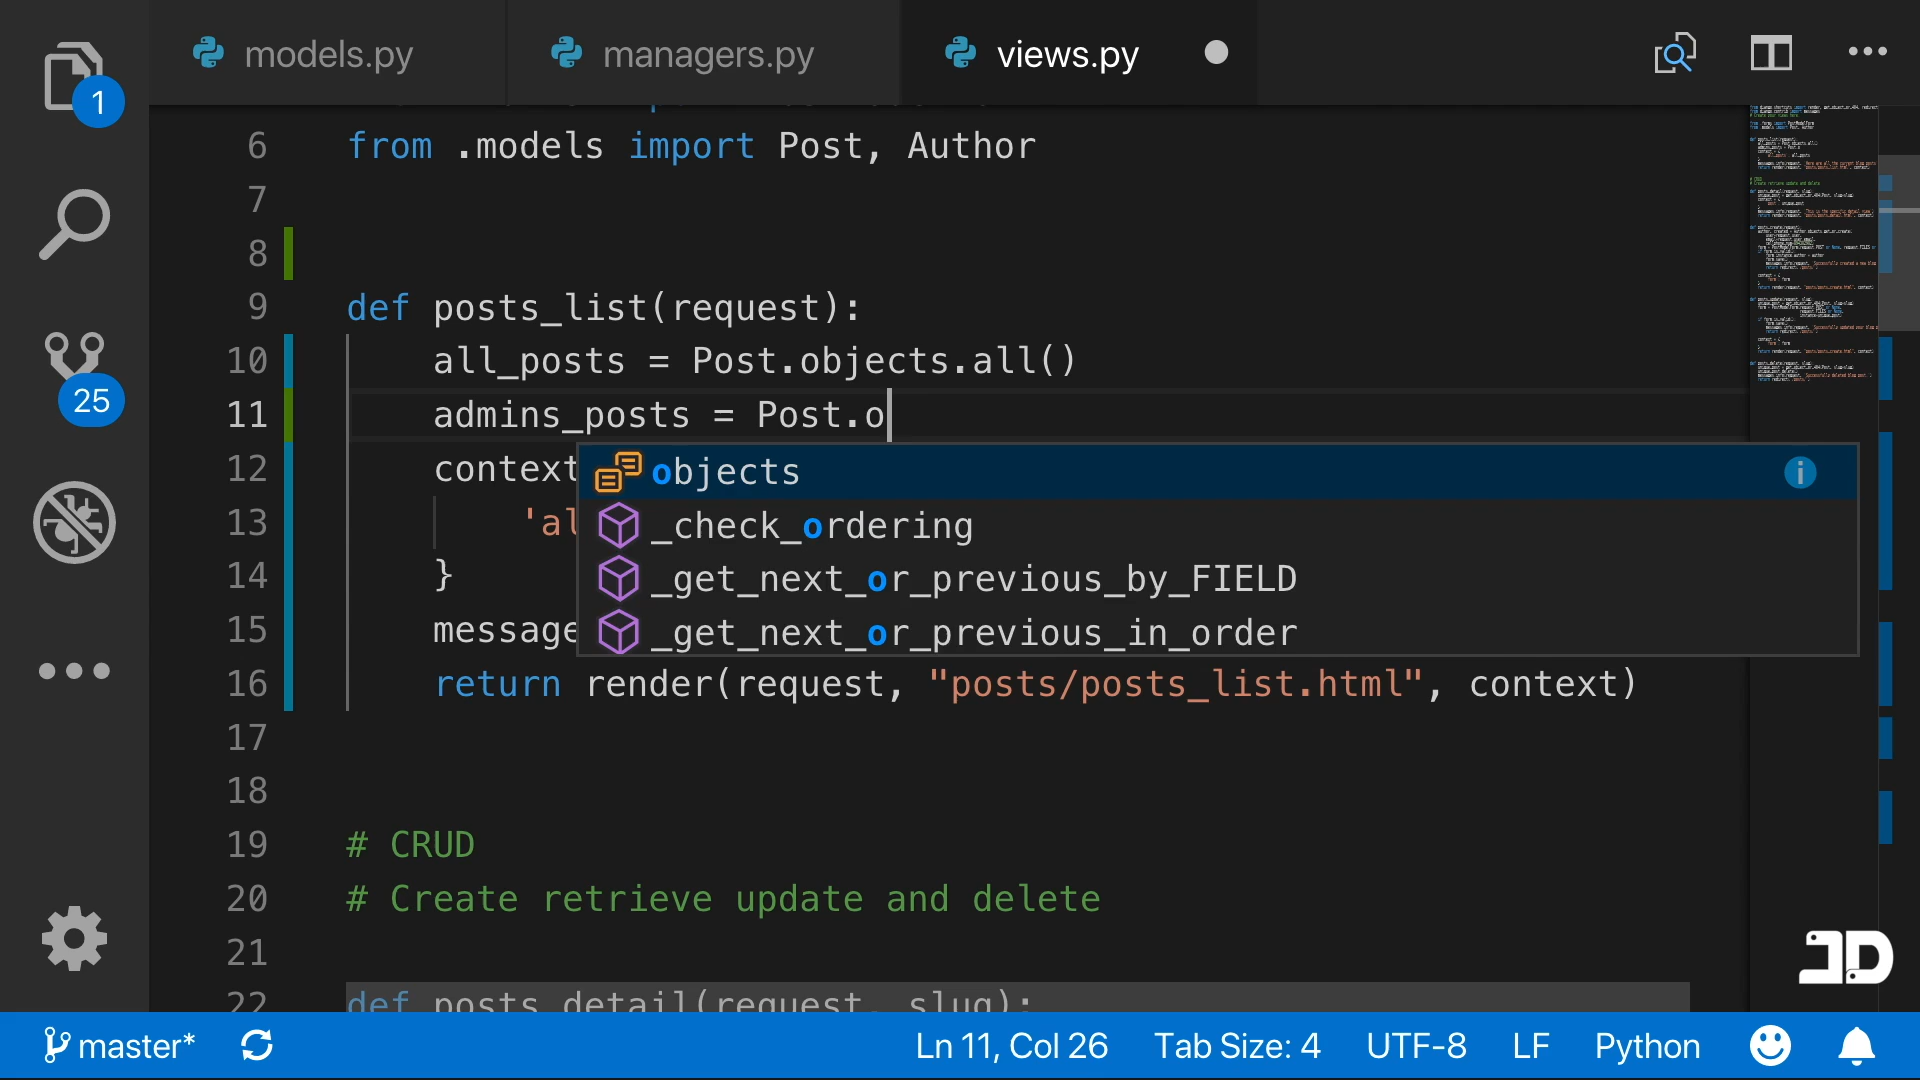 models.py
managers.py
views.py
1
6 from .models import Post, Author
7
8
9 def posts_list(request):
10 all_posts = Post.objects.all()
11 admins_posts = Post.o
objects
12 context
_check_ordering
13 'al
_get_next_or_previous_by_FIELD
14 }
_get_next_or_previous_in_order
15 message
16 return render(request, "posts/posts_list.html", context)
17
18
19 # CRUD
20 # Create retrieve update and delete
21
22 def posts_detail(request, slug):
25
JD
master* Ln 11, Col 26 Tab Size: 4 UTF-8 LF Python